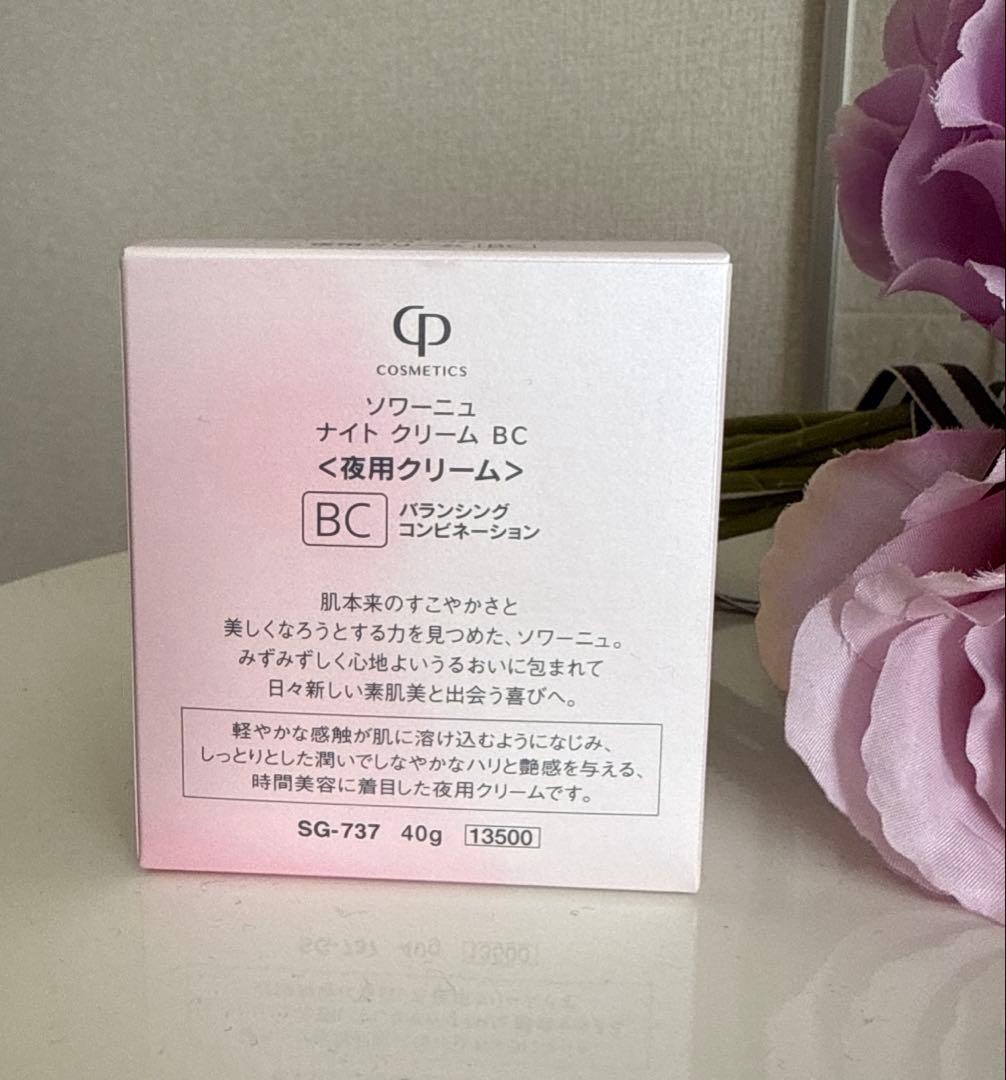 CP
COSMETICS
ソワーニュ
ナイト クリーム BC
＜夜用クリーム＞
BC バランシング
コンビネーション
肌本来のすこやかさと
美しくなろうとする力を見つめた、ソワーニュ。
みずみずしく心地よいうるおいに包まれて
日々新しい素肌美と出会う喜びへ。
軽やかな感触が肌に溶け込むようになじみ、
しっとりとした潤いでしなやかなハリと艶感を与える、
時間美容に着目した夜用クリームです。
SG-737 40g 13500